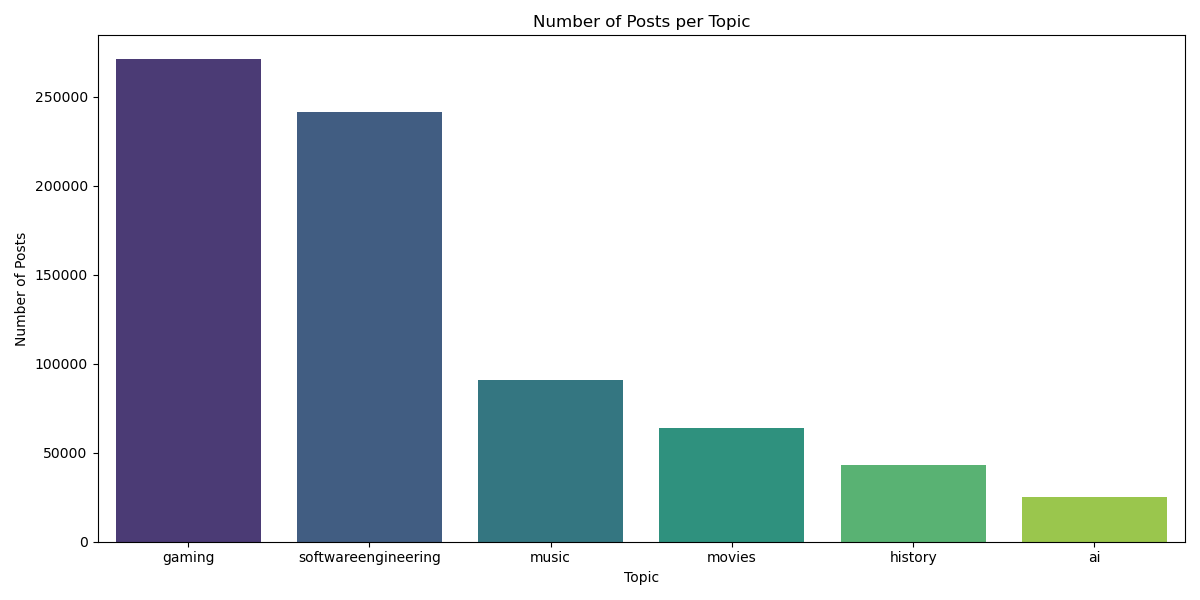 Number of Posts per Topic
Number of Posts
250000
200000
150000
100000
50000
0
gaming softwareengineering music movies history ai
Topic